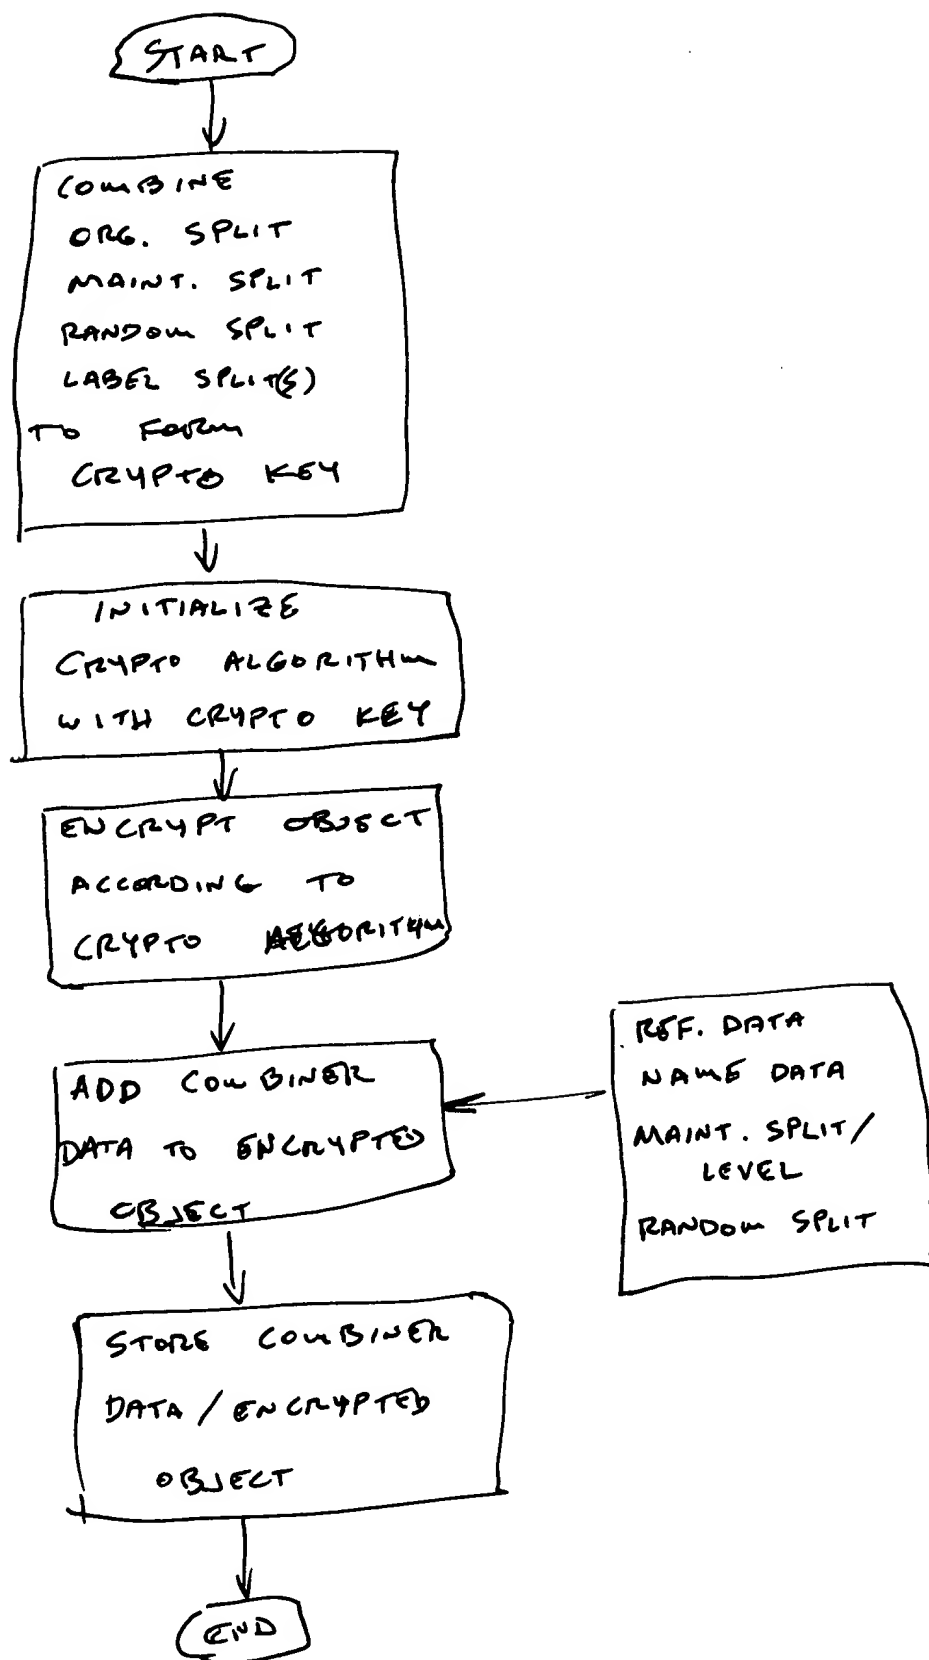 START
COMBINE
ORG. SPLIT
MAINT. SPLIT
RANDOM SPLIT
LABEL SPLIT(S)
TO FORM
CRYPTO KEY
INITIALIZE
CRYPTO ALGORITHM
WITH CRYPTO KEY
ENCRYPT OBJECT
ACCORDING TO
CRYPTO ALGORITHM
ADD COMBINER
DATA TO ENCRYPTED
OBJECT
REF. DATA
NAME DATA
MAINT. SPLIT/
LEVEL
RANDOM SPLIT
STORE COMBINER
DATA / ENCRYPTED
OBJECT
END